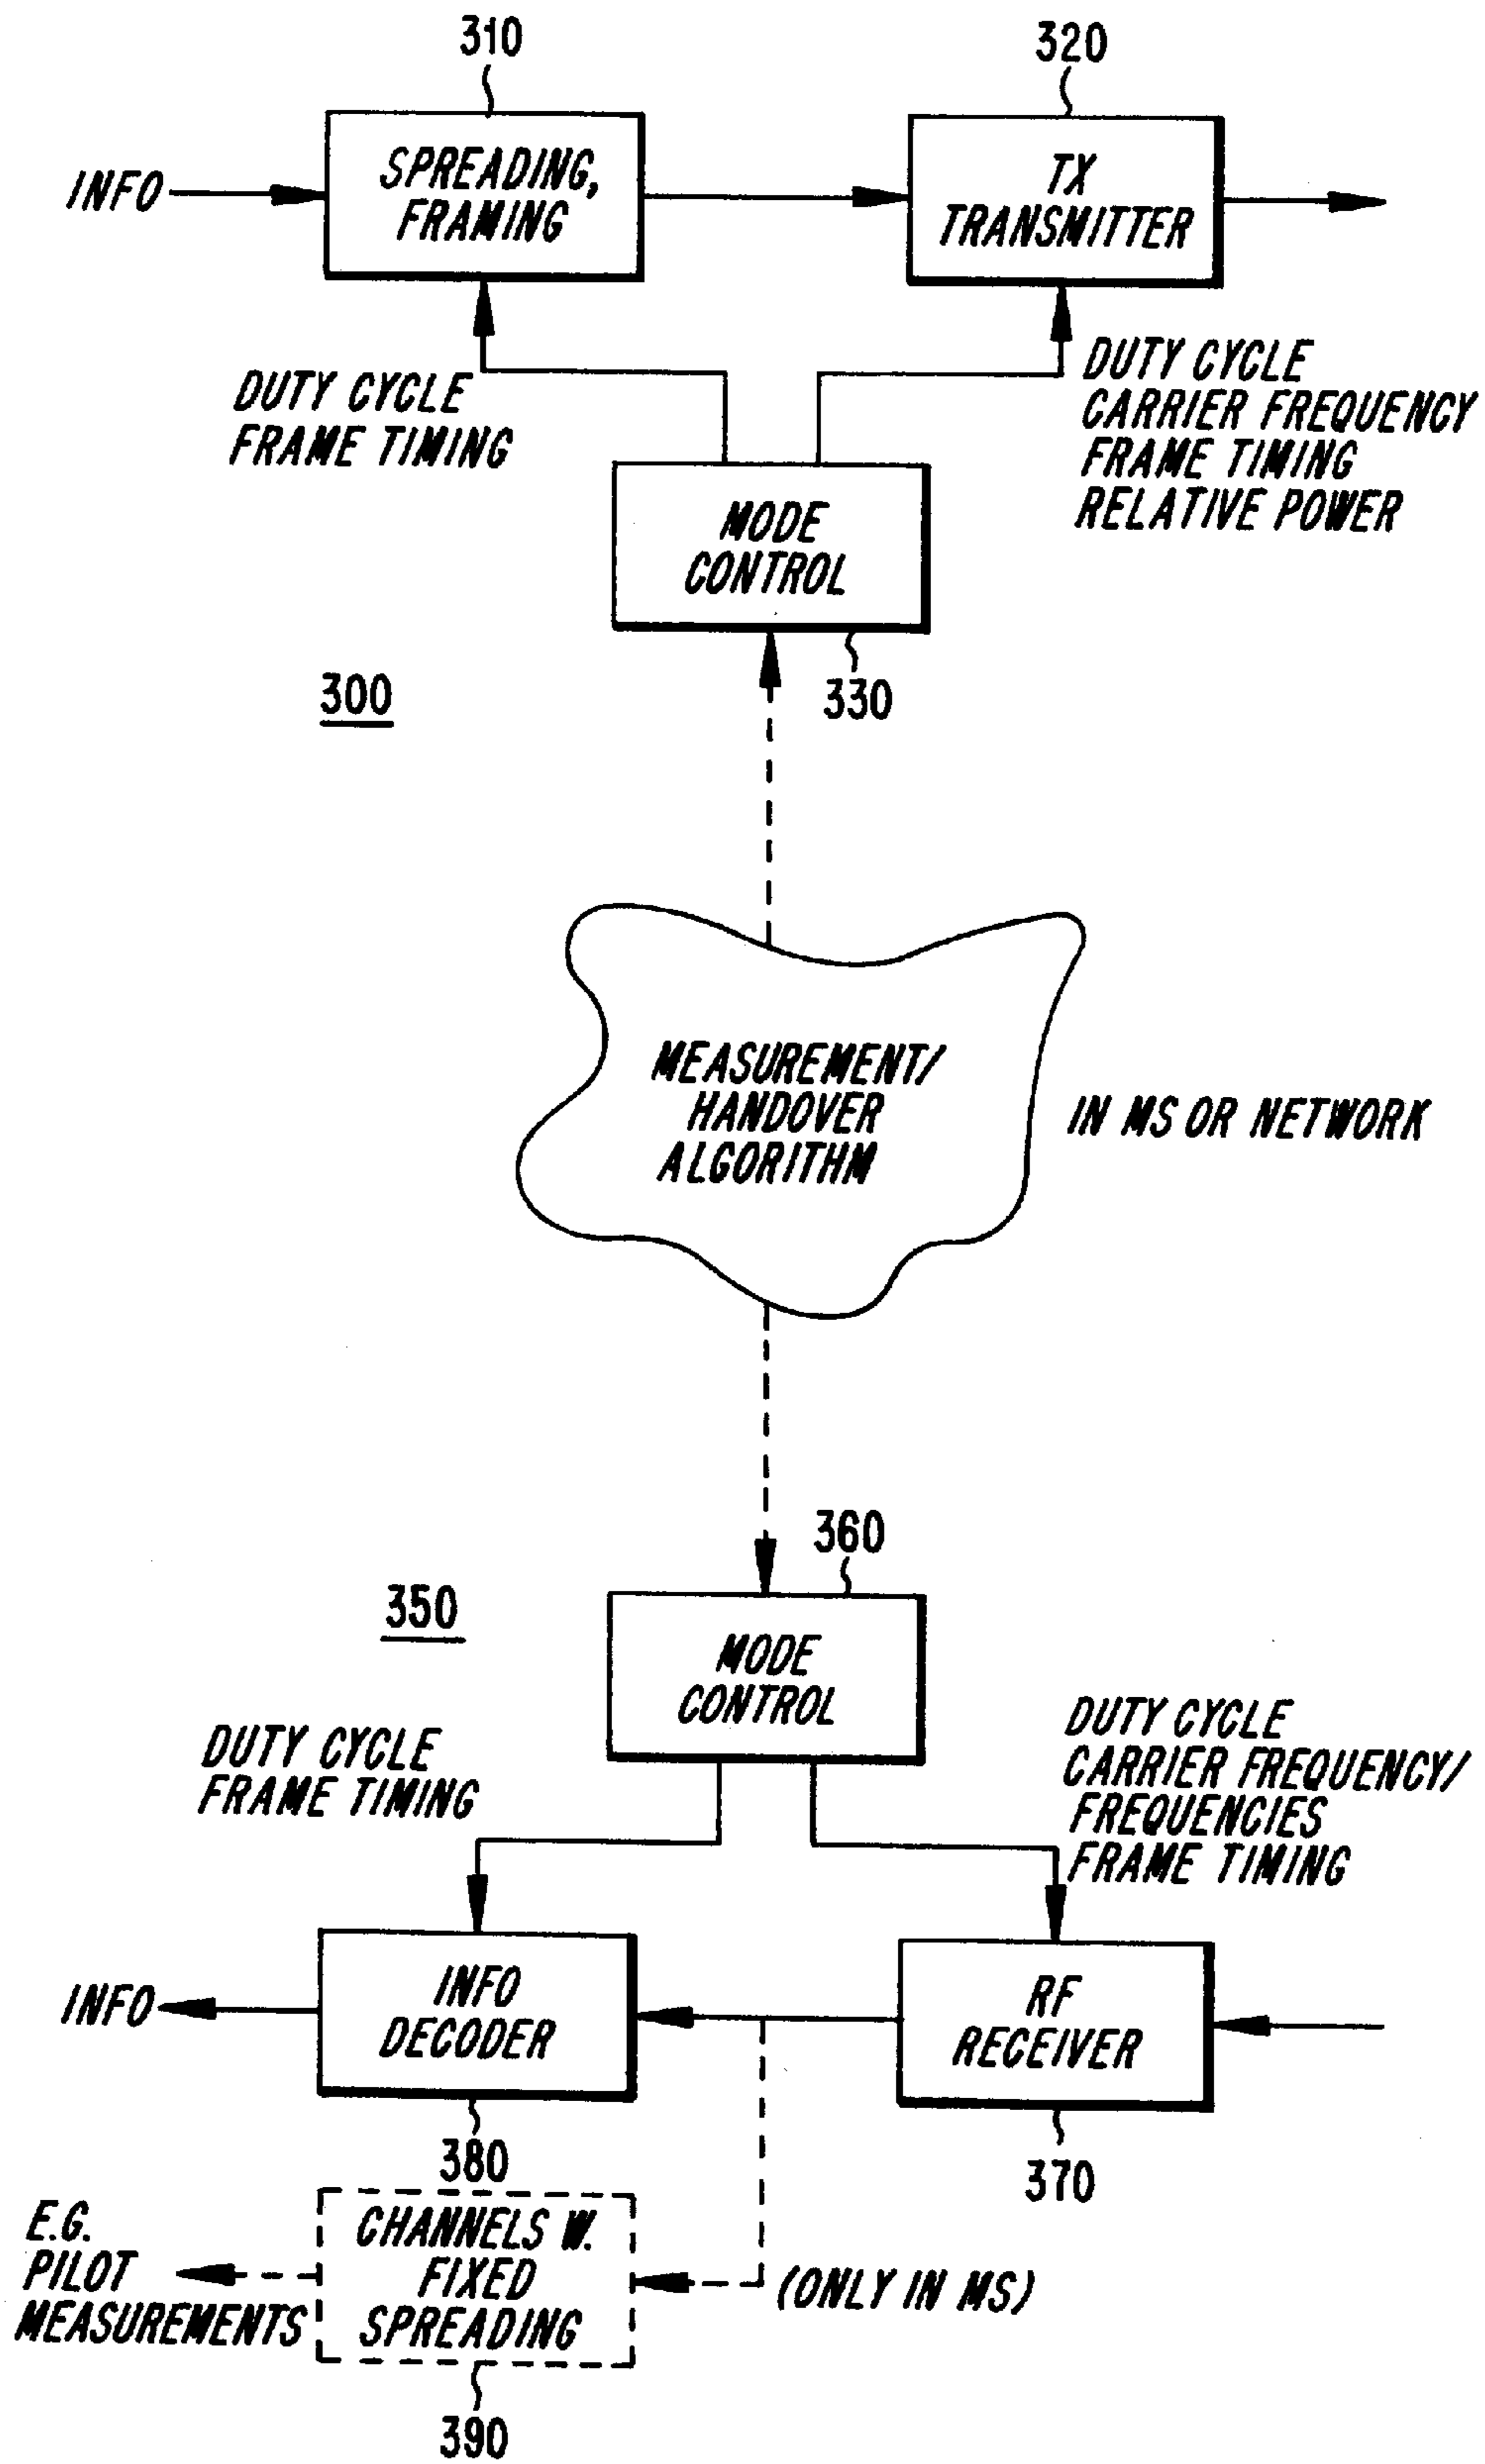 310
320
INFO
SPREADING,
FRAMING
TX
TRANSMITTER
DUTY CYCLE
FRAME TIMING
DUTY CYCLE
CARRIER FREQUENCY
FRAME TIMING
RELATIVE POWER
MODE
CONTROL
330
300
MEASUREMENT/
HANDOVER
ALGORITHM
IN MS OR NETWORK
360
350
MODE
CONTROL
DUTY CYCLE
FRAME TIMING
DUTY CYCLE
CARRIER FREQUENCY/
FREQUENCIES
FRAME TIMING
INFO
INFO
DECODER
RF
RECEIVER
380
370
E.G.
PILOT
MEASUREMENTS
CHANNELS W.
FIXED
SPREADING
(ONLY IN MS)
390